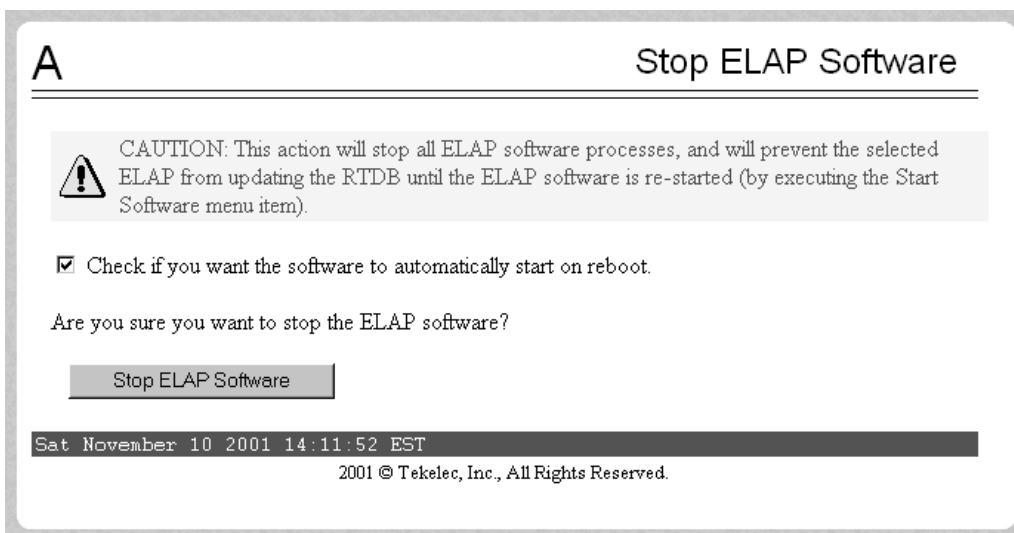 A
Stop ELAP Software
CAUTION: This action will stop all ELAP software processes, and will prevent the selected
ELAP from updating the RTDB until the ELAP software is re-started (by executing the Start
Software menu item).
Check if you want the software to automatically start on reboot.
Are you sure you want to stop the ELAP software?
Stop ELAP Software
Sat November 10 2001 14:11:52 EST
2001 © Tekelec, Inc., All Rights Reserved.